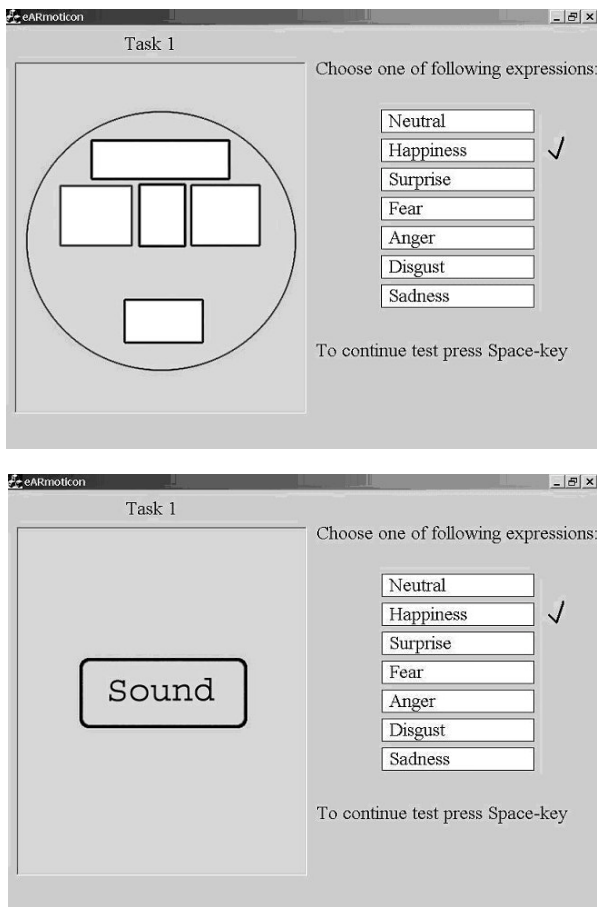 eARmoticon
Task 1
Choose one of following expressions:
Neutral
Happiness
Surprise
Fear
Anger
Disgust
Sadness
To continue test press Space-key
eARmoticon
Task 1
Choose one of following expressions:
Sound
Neutral
Happiness
Surprise
Fear
Anger
Disgust
Sadness
To continue test press Space-key